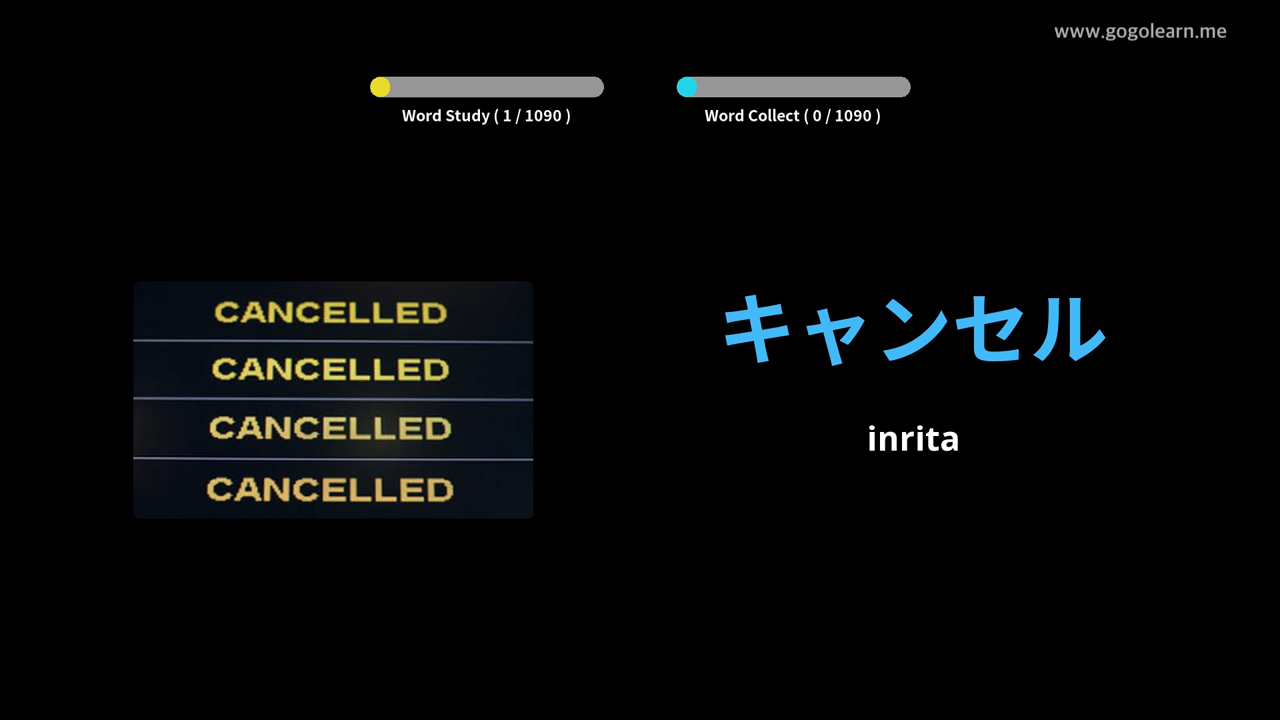 www.gogolearn.me
Word Study ( 1 / 1090 )
Word Collect ( 0 / 1090 )
CANCELLED
CANCELLED
CANCELLED
CANCELLED
キャンセル
inrita